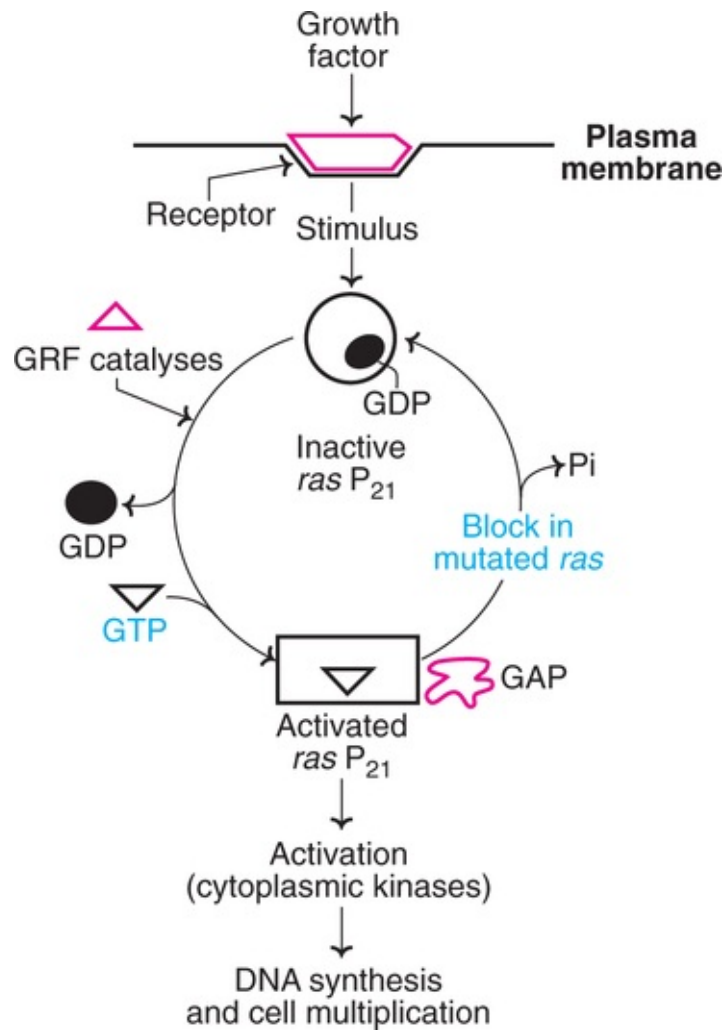 Growth
factor
Plasma
membrane
Receptor
Stimulus
GRF catalyses
GDP
Inactive
ras P₂₁
Pi
GDP
Block in
mutated ras
GTP
GAP
Activated
ras P₂₁
Activation
(cytoplasmic kinases)
DNA synthesis
and cell multiplication